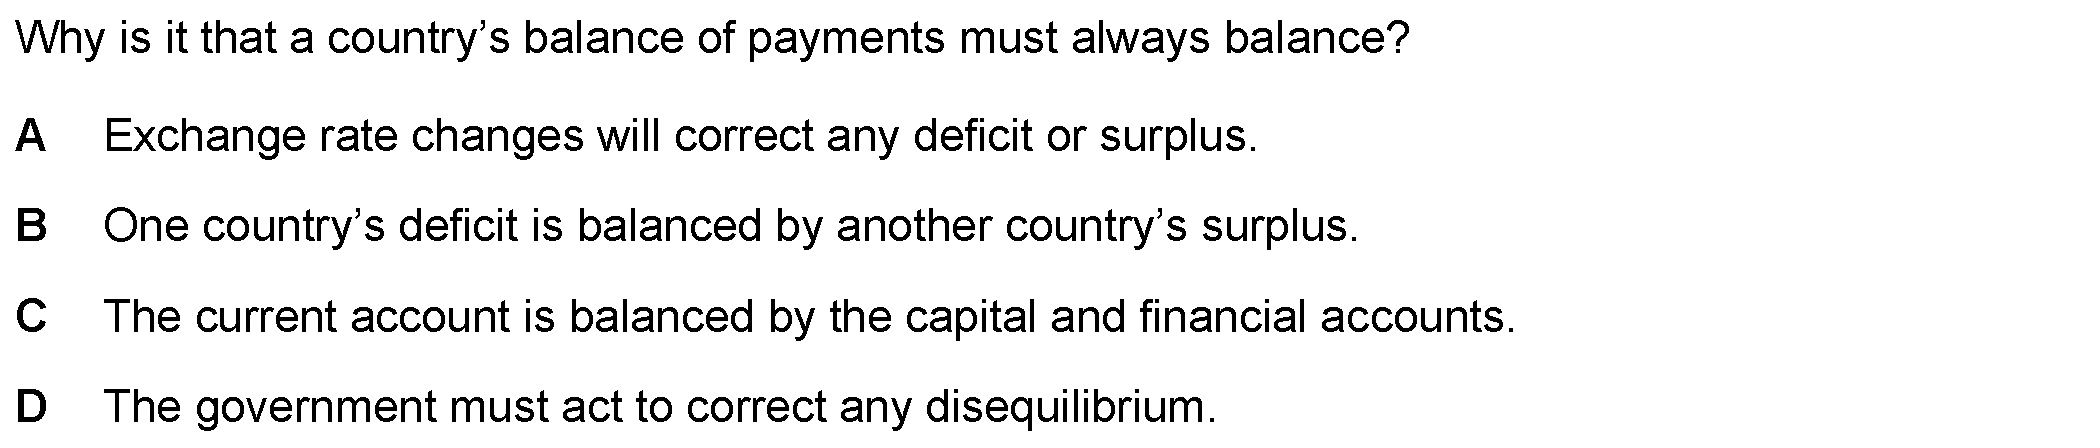 Why is it that a country’s balance of payments must always balance?
A Exchange rate changes will correct any deficit or surplus.
B One country’s deficit is balanced by another country’s surplus.
C The current account is balanced by the capital and financial accounts.
D The government must act to correct any disequilibrium.